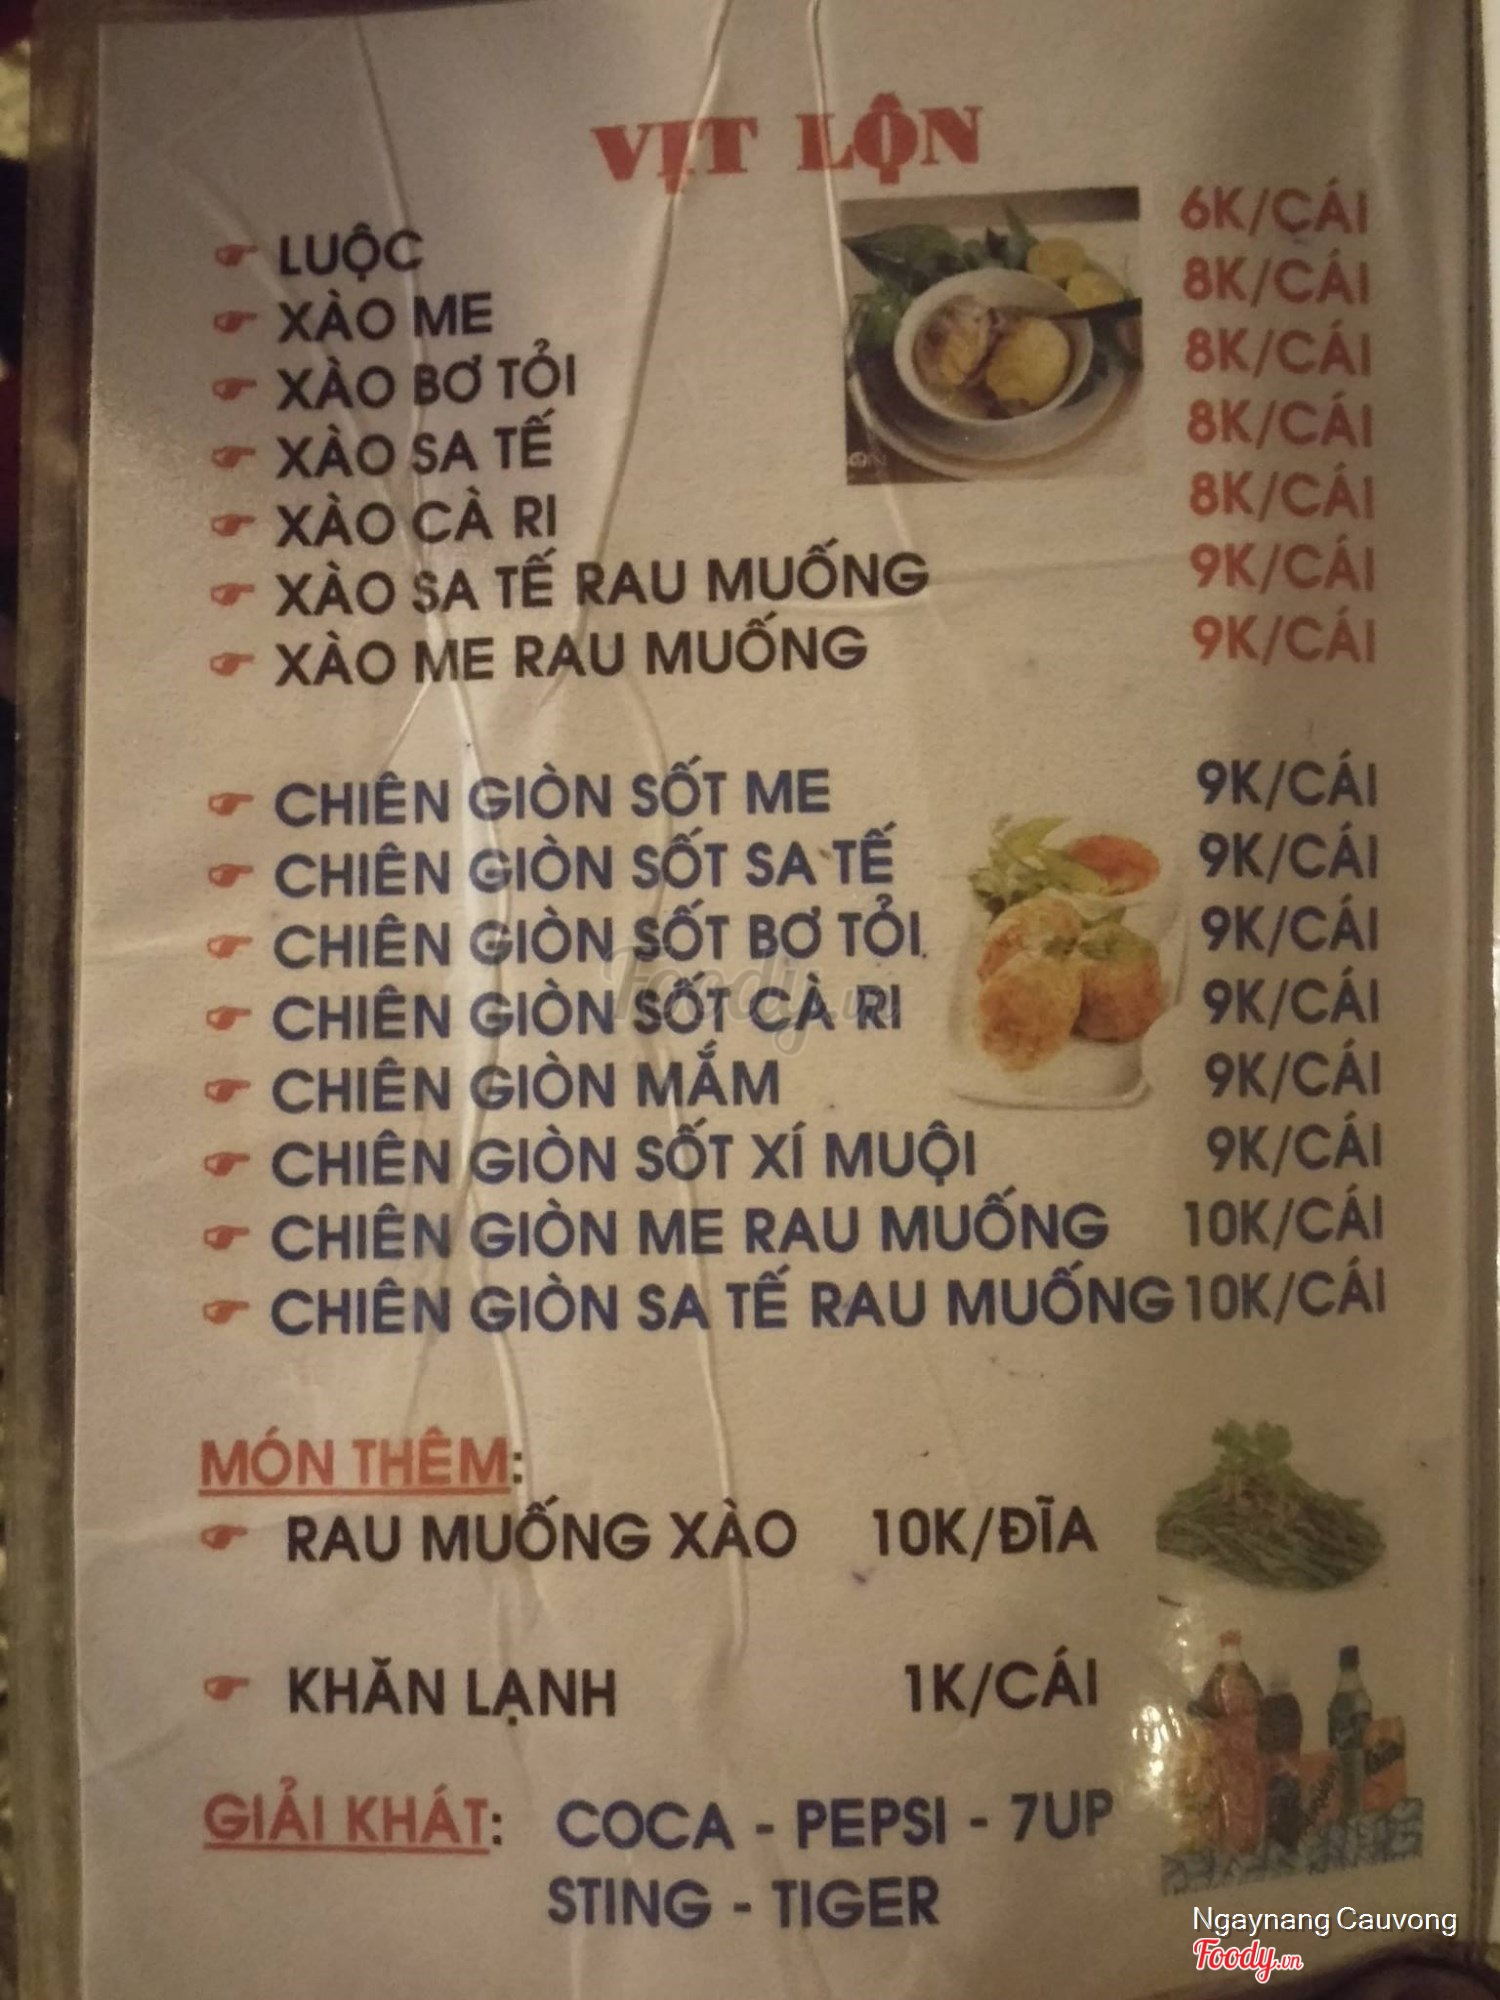 VỊT LỘN
LUỘC 6K/CÁI
XÀO ME 8K/CÁI
XÀO BƠ TỎI 8K/CÁI
XÀO SA TẾ 8K/CÁI
XÀO CÀ RI 8K/CÁI
XÀO SA TẾ RAU MUỐNG 9K/CÁI
XÀO ME RAU MUỐNG 9K/CÁI
CHIÊN GIÒN SỐT ME 9K/CÁI
CHIÊN GIÒN SỐT SA TẾ 9K/CÁI
CHIÊN GIÒN SỐT BƠ TỎI 9K/CÁI
CHIÊN GIÒN SỐT CÀ RI 9K/CÁI
CHIÊN GIÒN MẮM 9K/CÁI
CHIÊN GIÒN SỐT XÍ MUỘI 9K/CÁI
CHIÊN GIÒN ME RAU MUỐNG 10K/CÁI
CHIÊN GIÒN SA TẾ RAU MUỐNG 10K/CÁI
MÓN THÊM:
RAU MUỐNG XÀO 10K/ĐĨA
KHĂN LẠNH 1K/CÁI
GIẢI KHÁT: COCA - PEPSI - 7UP
STING - TIGER
Ngaynang Cauvong
Foody.vn